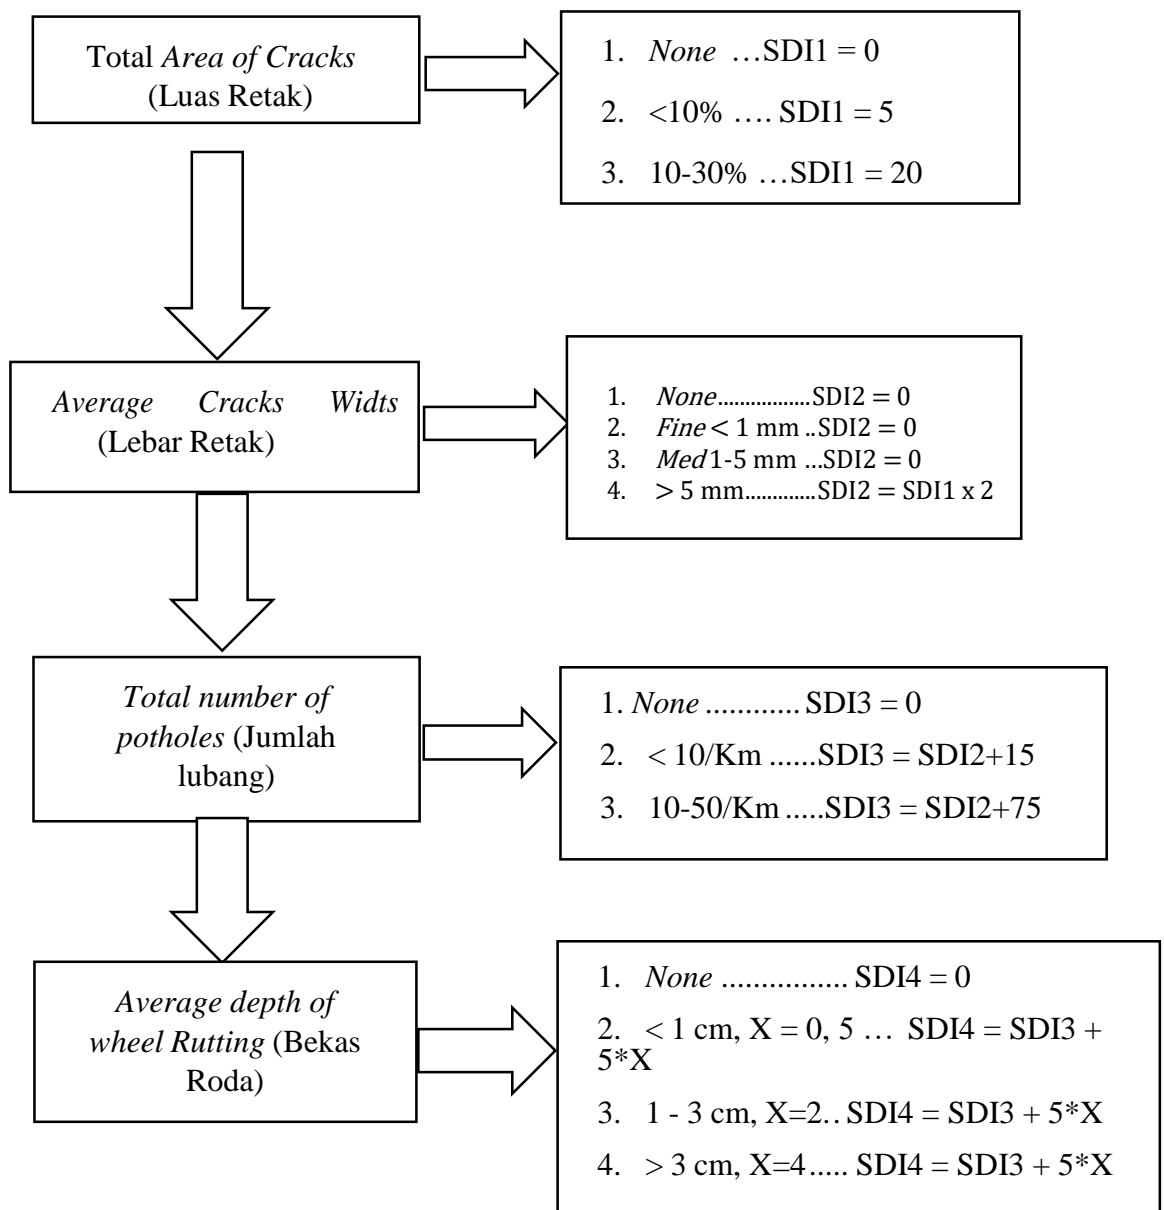 Total Area of Cracks
(Luas Retak)
1. None …SDI1 = 0
2. <10% …. SDI1 = 5
3. 10-30% …SDI1 = 20
Average Cracks Widts
(Lebar Retak)
1. None.................SDI2 = 0
2. Fine < 1 mm ..SDI2 = 0
3. Med 1-5 mm ...SDI2 = 0
4. > 5 mm.............SDI2 = SDI1 x 2
Total number of
potholes (Jumlah
lubang)
1. None ............ SDI3 = 0
2. < 10/Km ......SDI3 = SDI2+15
3. 10-50/Km .....SDI3 = SDI2+75
Average depth of
wheel Rutting (Bekas
Roda)
1. None ................ SDI4 = 0
2. < 1 cm, X = 0, 5 … SDI4 = SDI3 +
5*X
3. 1 - 3 cm, X=2.. SDI4 = SDI3 + 5*X
4. > 3 cm, X=4..... SDI4 = SDI3 + 5*X